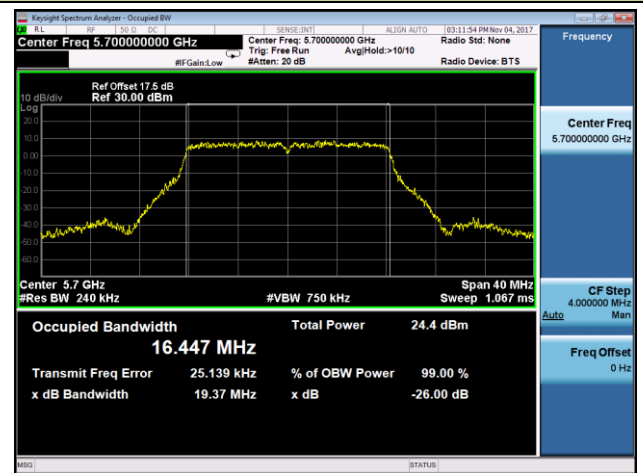 Keysight Spectrum Analyzer - Occupied BW
RL RF 50 Ω DC SENSE:INT ALIGN AUTO 03:11:54 PM Nov 04, 2017
Center Freq 5.700000000 GHz
Center Freq: 5.700000000 GHz Radio Std: None
Trig: Free Run Avg|Hold:>10/10
#IFGain:Low #Atten: 20 dB Radio Device: BTS
Frequency
Ref Offset 17.5 dB
10 dB/div Ref 30.00 dBm
Log
20.0
10.0
0.00
-10.0
-20.0
-30.0
-40.0
-50.0
-60.0
Center 5.7 GHz Span 40 MHz
#Res BW 240 kHz #VBW 750 kHz Sweep 1.067 ms
Occupied Bandwidth Total Power 24.4 dBm
16.447 MHz
Transmit Freq Error 25.139 kHz % of OBW Power 99.00 %
x dB Bandwidth 19.37 MHz x dB -26.00 dB
Center Freq
5.700000000 GHz
CF Step
4.000000 MHz
Auto Man
Freq Offset
0 Hz
MSG STATUS